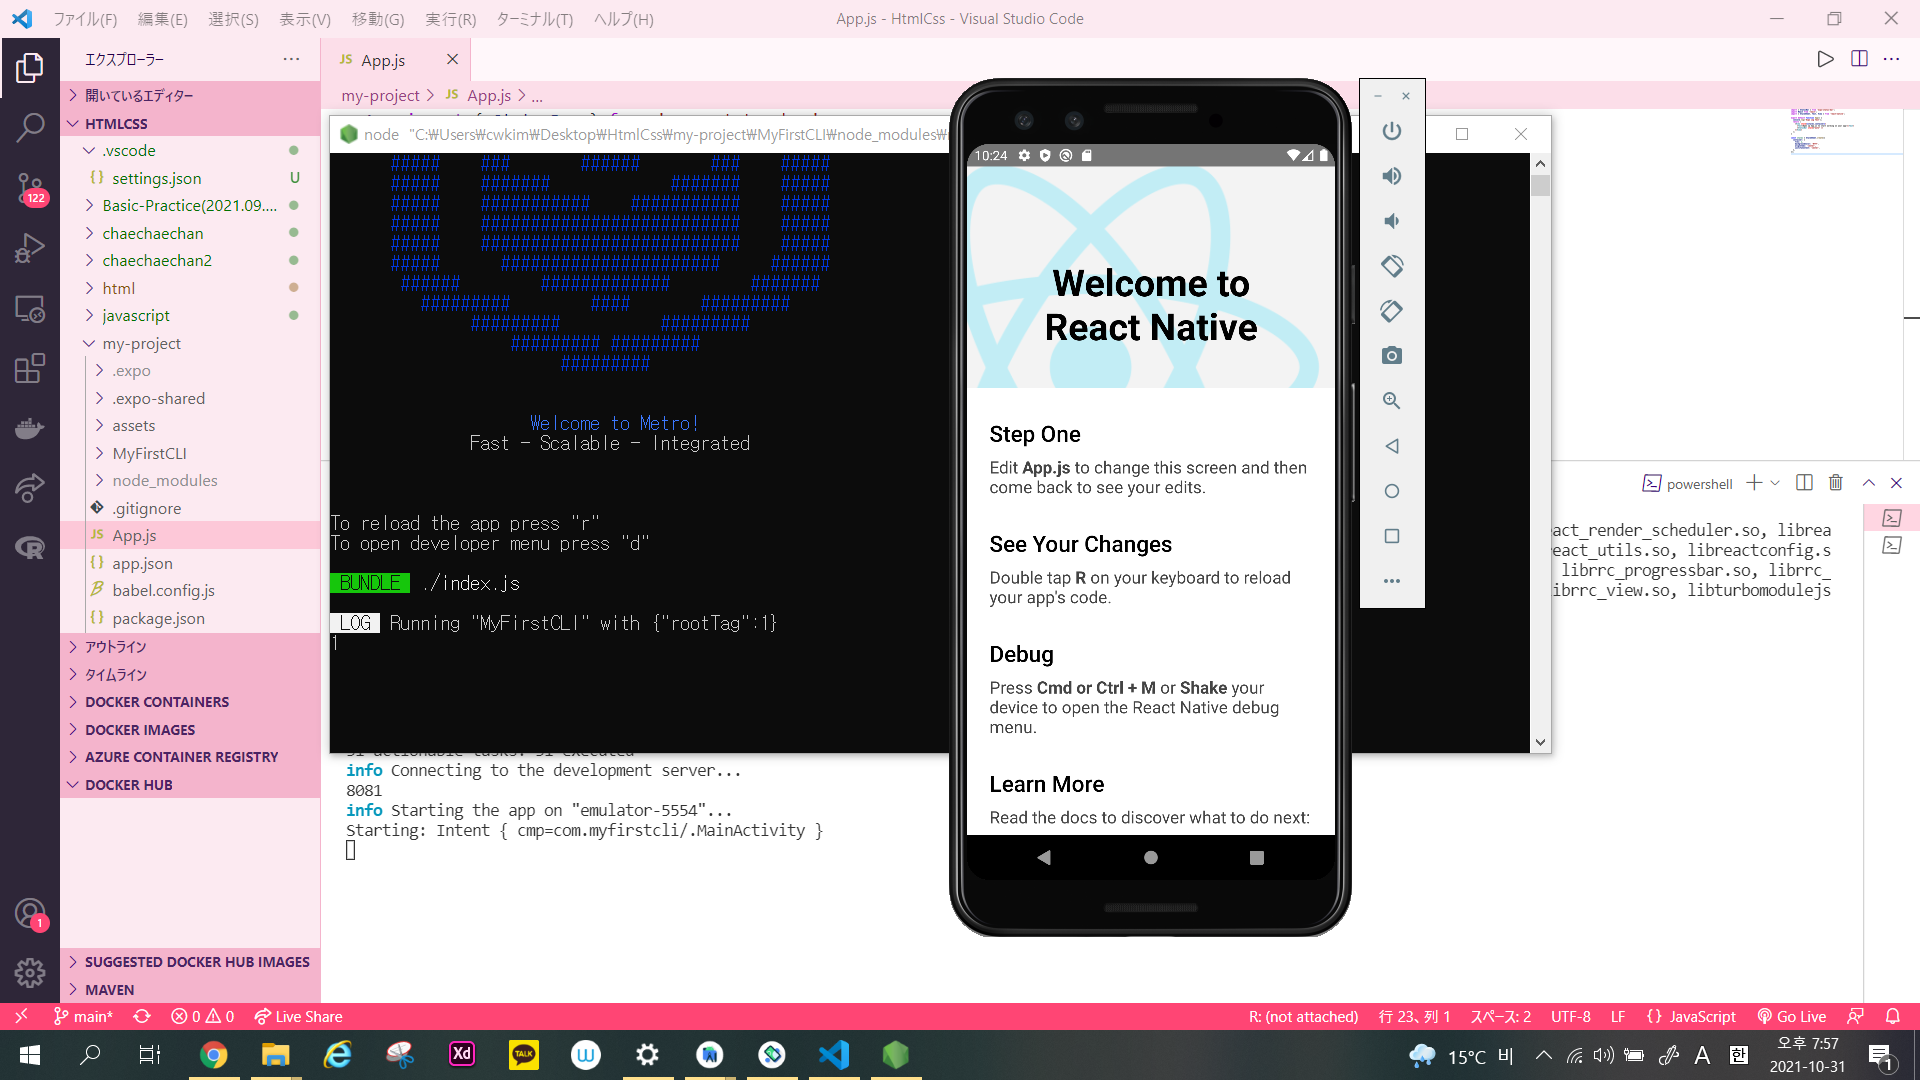 ファイル(F) 編集(E) 選択(S) 表示(V) 移動(G) 実行(R) ターミナル(T) ヘルプ(H)
App.js - HtmlCss - Visual Studio Code
エクスプローラー
JS App.js
my-project > JS App.js > ...
開いているエディター
HTMLCSS
.vscode
settings.json U
Basic-Practice(2021.09....
chaechaechan
chaechaechan2
html
javascript
my-project
.expo
.expo-shared
assets
MyFirstCLI
node_modules
.gitignore
JS App.js
app.json
babel.config.js
package.json
アウトライン
タイムライン
DOCKER CONTAINERS
DOCKER IMAGES
AZURE CONTAINER REGISTRY
DOCKER HUB
SUGGESTED DOCKER HUB IMAGES
MAVEN
122
1
node "C:₩Users₩cwkim₩Desktop₩HtmlCss₩my-project₩MyFirstCLI₩node_modules₩
Welcome to Metro!
Fast - Scalable - Integrated
To reload the app press "r"
To open developer menu press "d"
BUNDLE ./index.js
LOG Running "MyFirstCLI" with {"rootTag":1}
10:24
Welcome to
React Native
Step One
Edit App.js to change this screen and then
come back to see your edits.
See Your Changes
Double tap R on your keyboard to reload
your app's code.
Debug
Press Cmd or Ctrl + M or Shake your
device to open the React Native debug
menu.
Learn More
Read the docs to discover what to do next:
powershell
eact_render_scheduler.so, librea
react_utils.so, libreactconfig.s
librrc_progressbar.so, librrc_
librrc_view.so, libturbomodulejs
info Connecting to the development server...
8081
info Starting the app on "emulator-5554"...
Starting: Intent { cmp=com.myfirstcli/.MainActivity }
main* 0 0 Live Share
R: (not attached) 行 23、列 1 スペース: 2 UTF-8 LF {} JavaScript Go Live
Xd
TALK
W
15°C 비
A 한
오후 7:57
2021-10-31
1